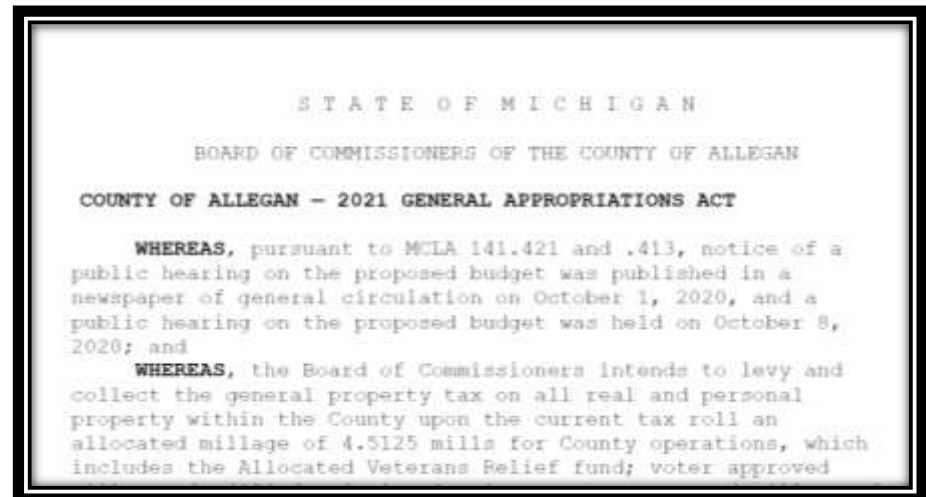 S T A T E O F M I C H I G A N
BOARD OF COMMISSIONERS OF THE COUNTY OF ALLEGAN
COUNTY OF ALLEGAN – 2021 GENERAL APPROPRIATIONS ACT
WHEREAS, pursuant to MCLA 141.421 and .413, notice of a
public hearing on the proposed budget was published in a
newspaper of general circulation on October 1, 2020, and a
public hearing on the proposed budget was held on October 8,
2020; and
WHEREAS, the Board of Commissioners intends to levy and
collect the general property tax on all real and personal
property within the County upon the current tax roll an
allocated millage of 4.5125 mills for County operations, which
includes the Allocated Veterans Relief fund; voter approved